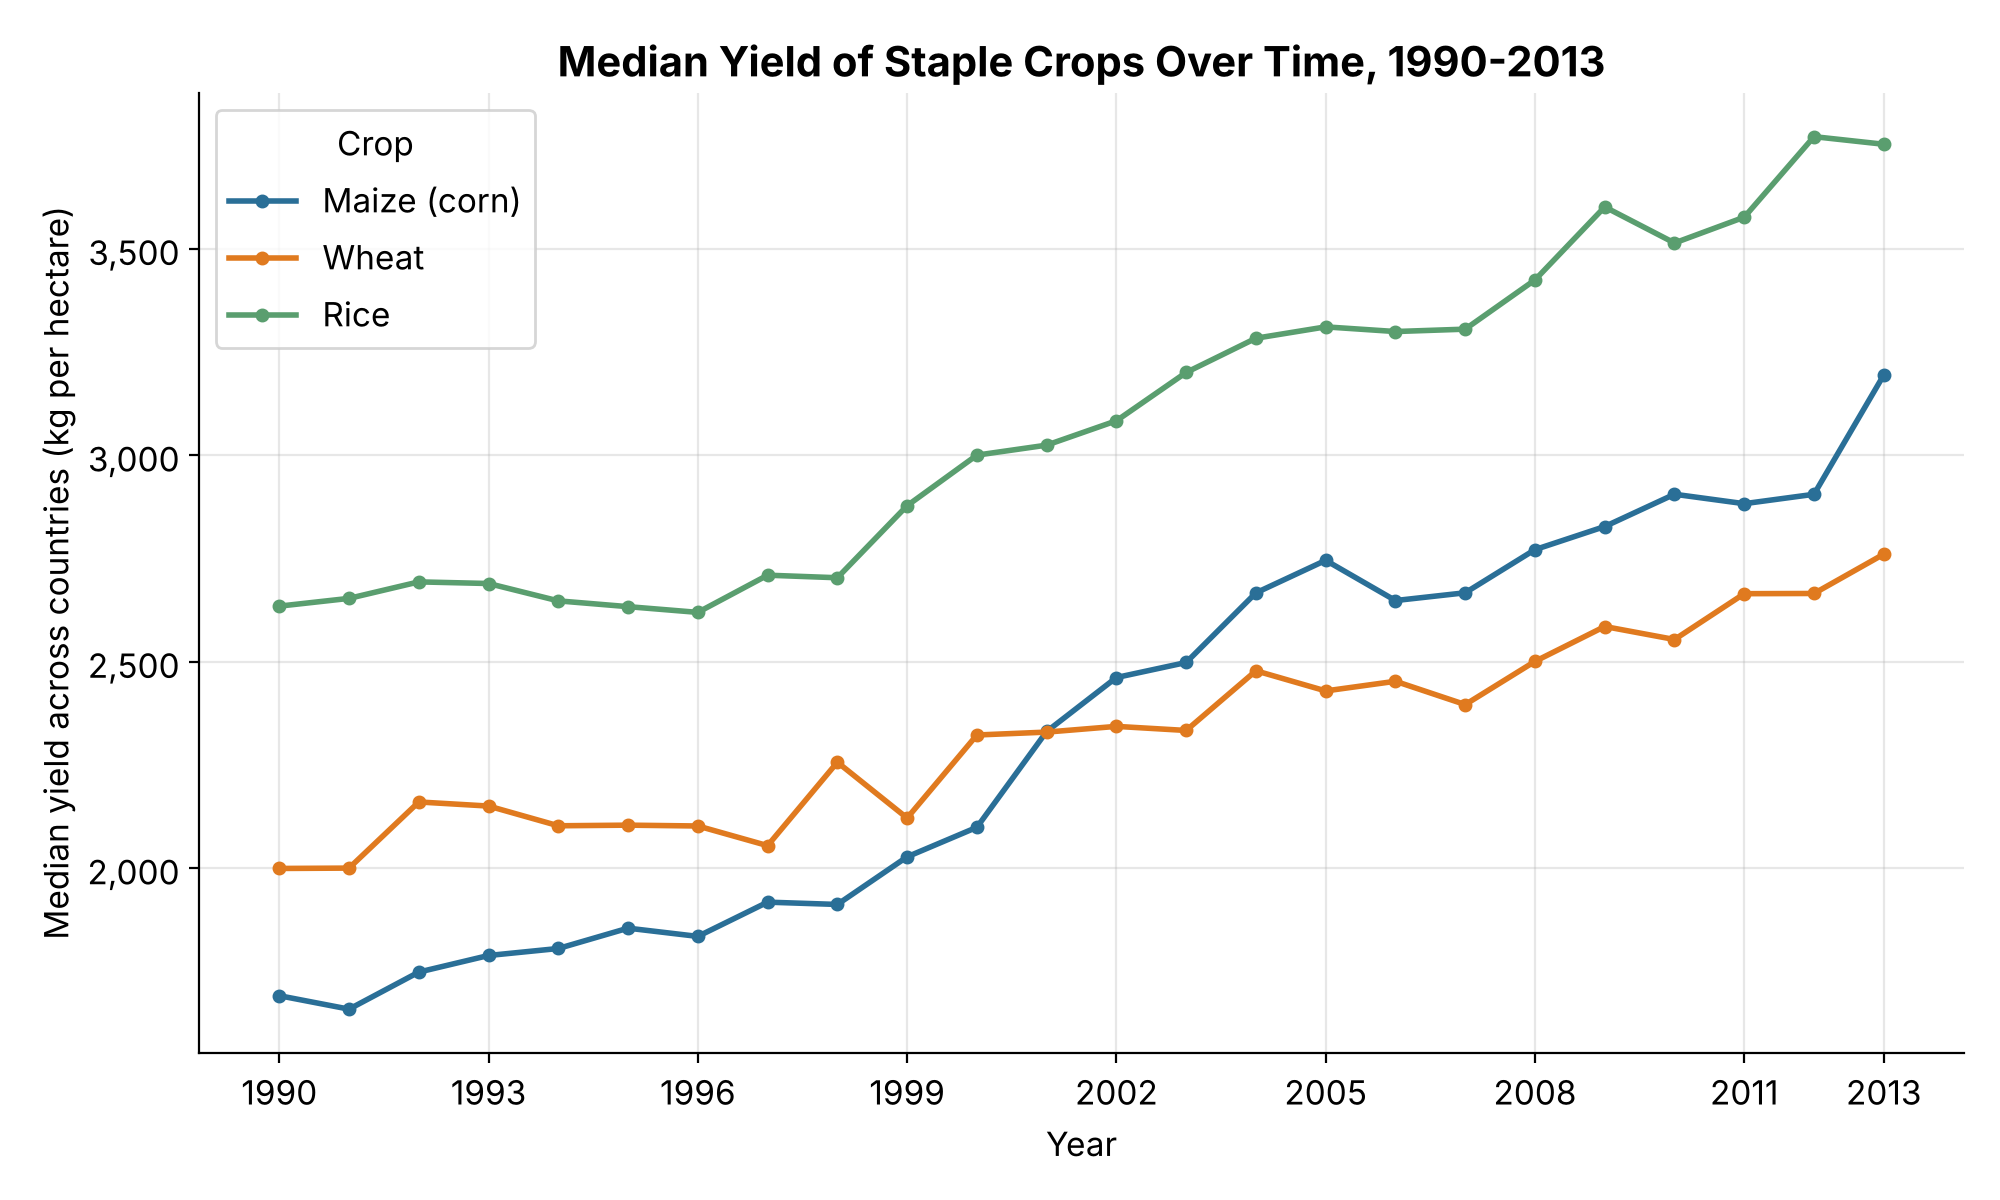 Median Yield of Staple Crops Over Time, 1990-2013
Crop
Maize (corn)
Wheat
Rice
Median yield across countries (kg per hectare)
3,500
3,000
2,500
2,000
1990 1993 1996 1999 2002 2005 2008 2011 2013
Year